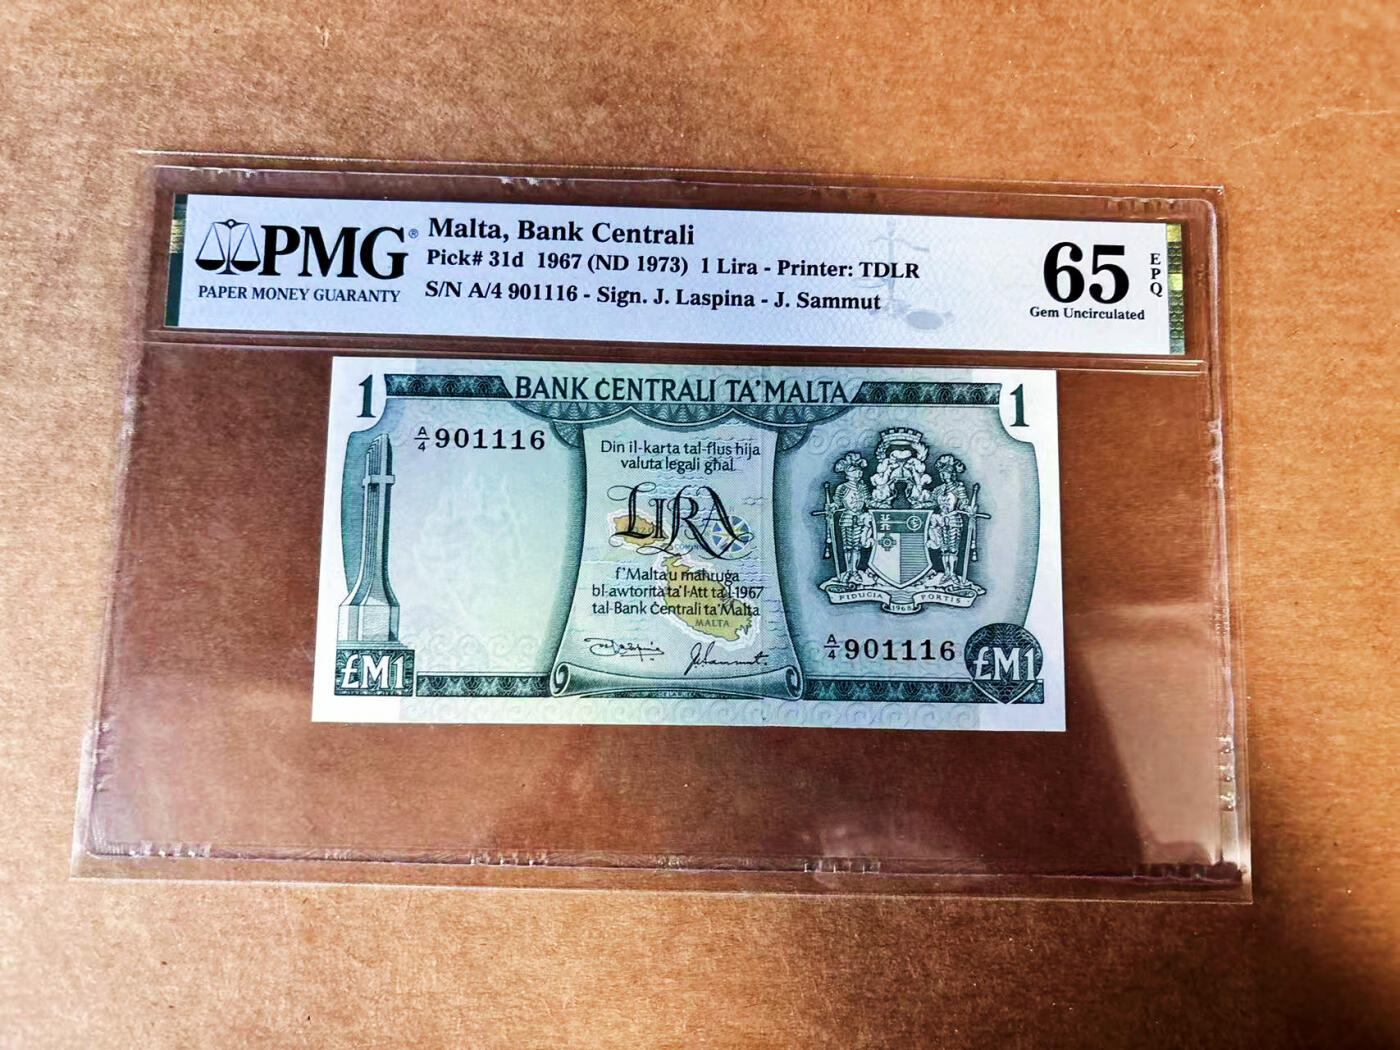 PMG®
PAPER MONEY GUARANTY
Malta, Bank Centrali
Pick# 31d 1967 (ND 1973) 1 Lira - Printer: TDLR
S/N A/4 901116 - Sign. J. Laspina - J. Sammut
65
EPQ
Gem Uncirculated
1
BANK ĊENTRALI TA' MALTA
1
A/4 901116
Din il-karta tal-flus hija
valuta legali għal
LIRA
f'Malta u maħruġa
bl-awtorita ta' l-Att ta' l-1967
tal-Bank Ċentrali ta' Malta
MALTA
FIDUCIA FORTIS
A/4 901116
£M1
£M1